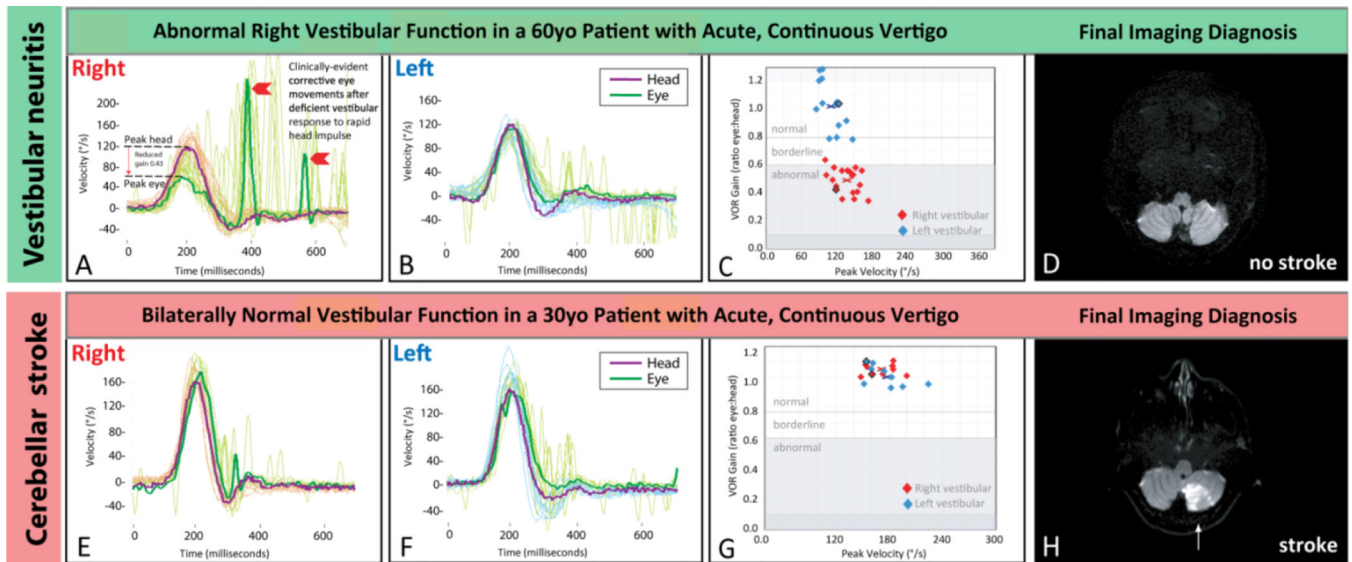 Vestibular neuritis
Abnormal Right Vestibular Function in a 60yo Patient with Acute, Continuous Vertigo
Final Imaging Diagnosis
Right
Clinically-evident
corrective eye
movements after
deficient vestibular
response to rapid
head impulse
200-
160-
120
80-
40-
0-
-40-
Peak head
Reduced
gain 0.43
Peak eye
Velocity (°/s)
0
200
400
600
Time (milliseconds)
A
Left
Head
Eye
160-
120-
80-
40-
0-
-40-
Velocity (°/s)
0
200
400
600
Time (milliseconds)
B
1.2
1.0
0.8
0.6
0.4
0.2
0.0
VOR Gain (ratio eye:head)
normal
borderline
abnormal
Right vestibular
Left vestibular
0.0
60
120
180
240
300
360
Peak Velocity (°/s)
C
D
no stroke
Cerebellar stroke
Bilaterally Normal Vestibular Function in a 30yo Patient with Acute, Continuous Vertigo
Final Imaging Diagnosis
Right
160-
120-
80-
40-
0-
-40-
Velocity (°/s)
0
200
400
600
Time (milliseconds)
E
Left
Head
Eye
160-
120-
80-
40-
0-
-40-
Velocity (°/s)
0
200
400
600
Time (milliseconds)
F
1.2
1.0
0.8
0.6
0.4
0.2
0.0
VOR Gain (ratio eye:head)
normal
borderline
abnormal
Right vestibular
Left vestibular
0.0
60
120
180
240
300
Peak Velocity (°/s)
G
H
stroke